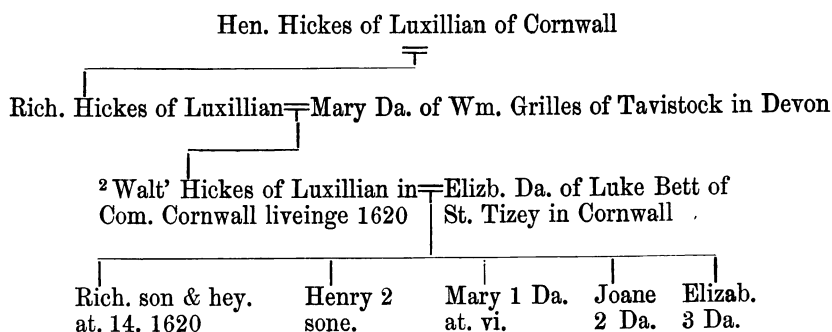 Hen. Hickes of Luxillian of Cornwall
Rich. Hickes of Luxillian Mary Da. of Wm. Grilles of Tavistock in Devon
² Walt' Hickes of Luxillian in Elizb. Da. of Luke Bett of
Com. Cornwall liveinge 1620 St. Tizey in Cornwall
Rich. son & hey. Henry 2 Mary 1 Da. Joane Elizab.
at. 14. 1620 sone. at. vi. 2 Da. 3 Da.